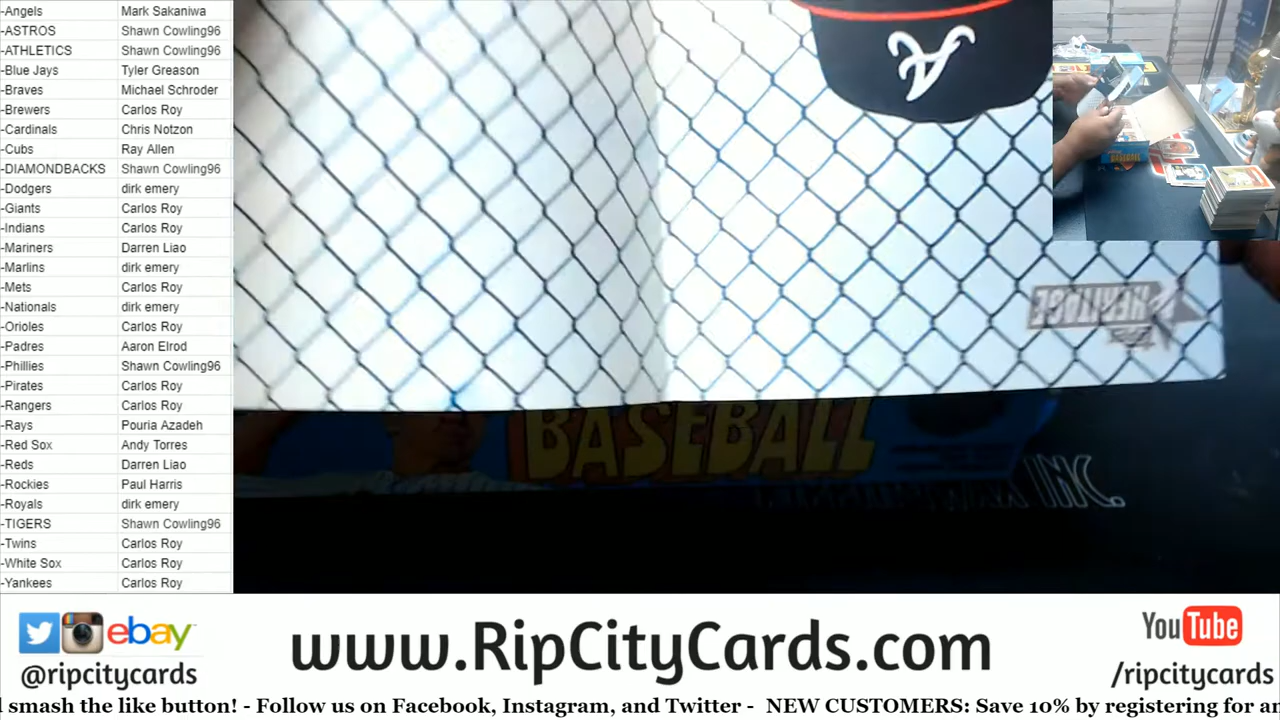 -Angels Mark Sakaniwa
-ASTROS Shawn Cowling96
-ATHLETICS Shawn Cowling96
-Blue Jays Tyler Greason
-Braves Michael Schroder
-Brewers Carlos Roy
-Cardinals Chris Notzon
-Cubs Ray Allen
-DIAMONDBACKS Shawn Cowling96
-Dodgers dirk emery
-Giants Carlos Roy
-Indians Carlos Roy
-Mariners Darren Liao
-Marlins dirk emery
-Mets Carlos Roy
-Nationals dirk emery
-Orioles Carlos Roy
-Padres Aaron Elrod
-Phillies Shawn Cowling96
-Pirates Carlos Roy
-Rangers Carlos Roy
-Rays Pouria Azadeh
-Red Sox Andy Torres
-Reds Darren Liao
-Rockies Paul Harris
-Royals dirk emery
-TIGERS Shawn Cowling96
-Twins Carlos Roy
-White Sox Carlos Roy
-Yankees Carlos Roy
A
HERITAGE
BASEBALL
INC.
ebay
@ripcitycards
www.RipCityCards.com
YouTube
/ripcitycards
l smash the like button! - Follow us on Facebook, Instagram, and Twitter - NEW CUSTOMERS: Save 10% by registering for an